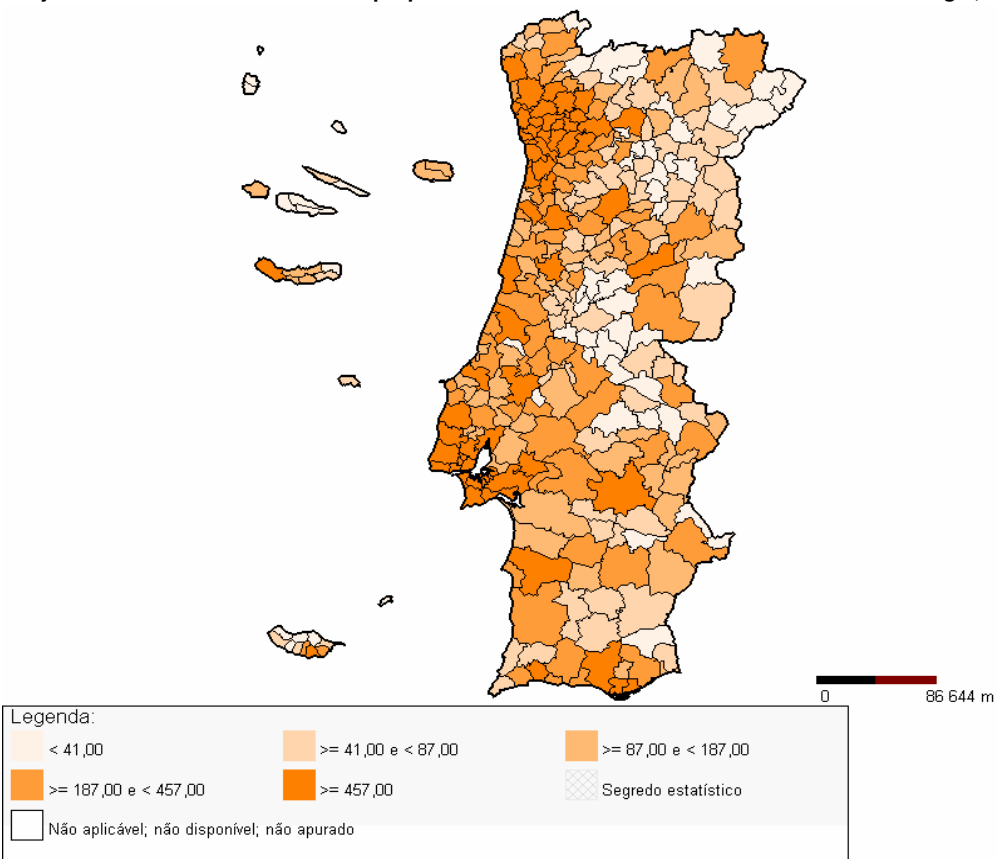 0 86 644 m
Legenda:
< 41,00 >= 41,00 e < 87,00 >= 87,00 e < 187,00
>= 187,00 e < 457,00 >= 457,00 Segredo estatístico
Não aplicável; não disponível; não apurado